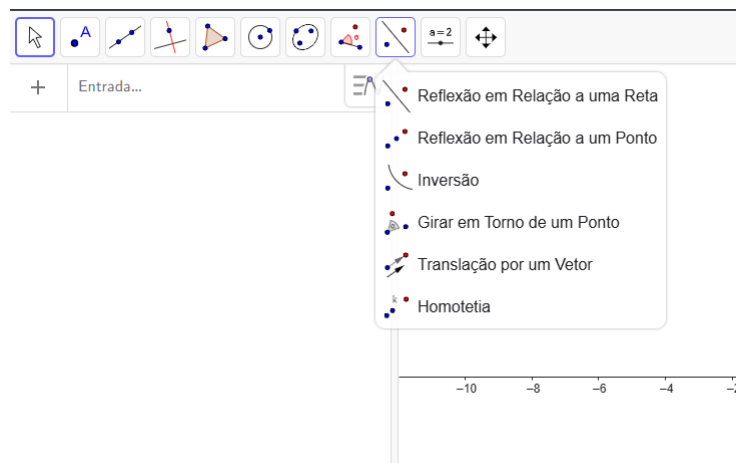 A
α
a=2
Entrada...
Reflexão em Relação a uma Reta
Reflexão em Relação a um Ponto
Inversão
Girar em Torno de um Ponto
Translação por um Vetor
k
Homotetia
–10
–8
–6
–4